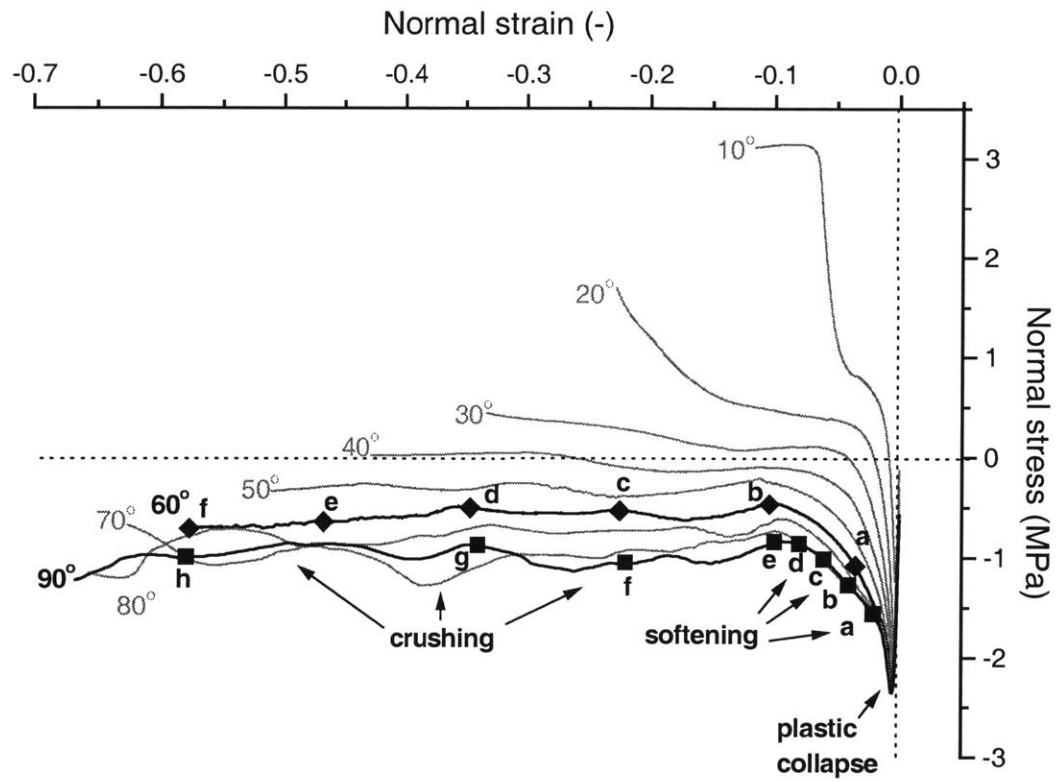 Normal strain (-)
-0.7 -0.6 -0.5 -0.4 -0.3 -0.2 -0.1 0.0
10°
3
20°
2
1
30°
40°
0
50°
60° f e d c b a
70°
-1
90° h g f e d c b a
80°
crushing
softening
-2
plastic
collapse
-3
Normal stress (MPa)